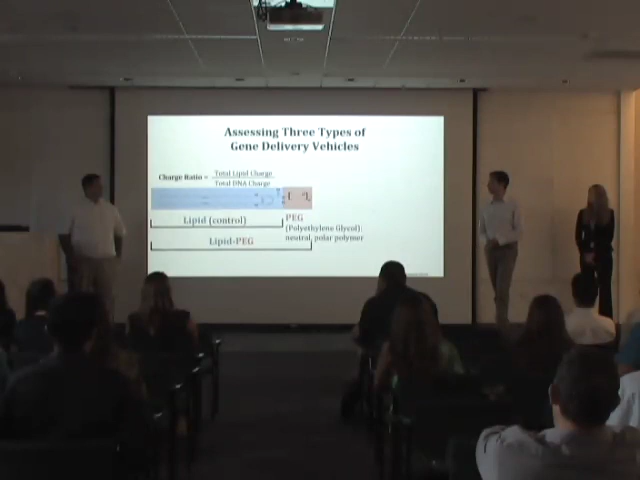 Assessing Three Types of
Gene Delivery Vehicles
Charge Ratio = Total Lipid Charge
Total DNA Charge
Lipid (control)
PEG
(Polyethylene Glycol):
neutral, polar polymer
Lipid-PEG